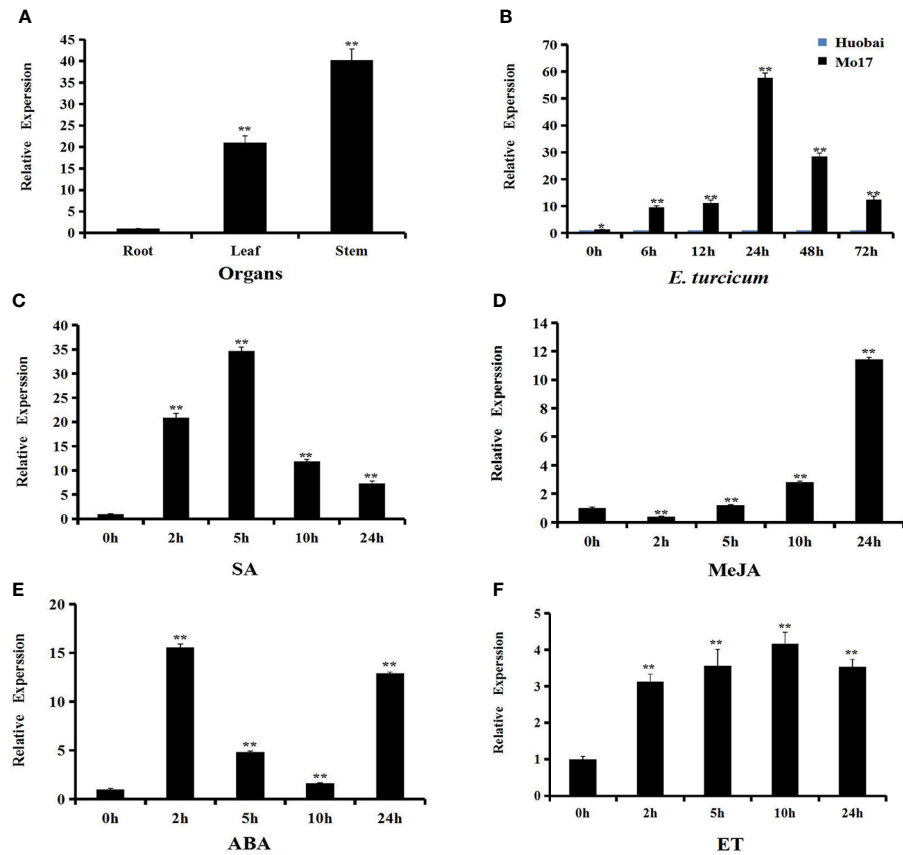 A
Relative Experssion
45
40
35
30
25
20
15
10
5
0
**
**
Root Leaf Stem
Organs
B
Relative Experssion
70
60
50
40
30
20
10
0
Huobai
Mo17
*
**
**
**
**
**
0h 6h 12h 24h 48h 72h
E. turcicum
C
Relative Experssion
40
35
30
25
20
15
10
5
0
**
**
**
**
0h 2h 5h 10h 24h
SA
D
Relative Experssion
14
12
10
8
6
4
2
0
**
**
**
**
0h 2h 5h 10h 24h
MeJA
E
Relative Experssion
20
15
10
5
0
**
**
**
**
0h 2h 5h 10h 24h
ABA
F
Relative Experssion
5
4
3
2
1
0
**
**
**
**
0h 2h 5h 10h 24h
ET